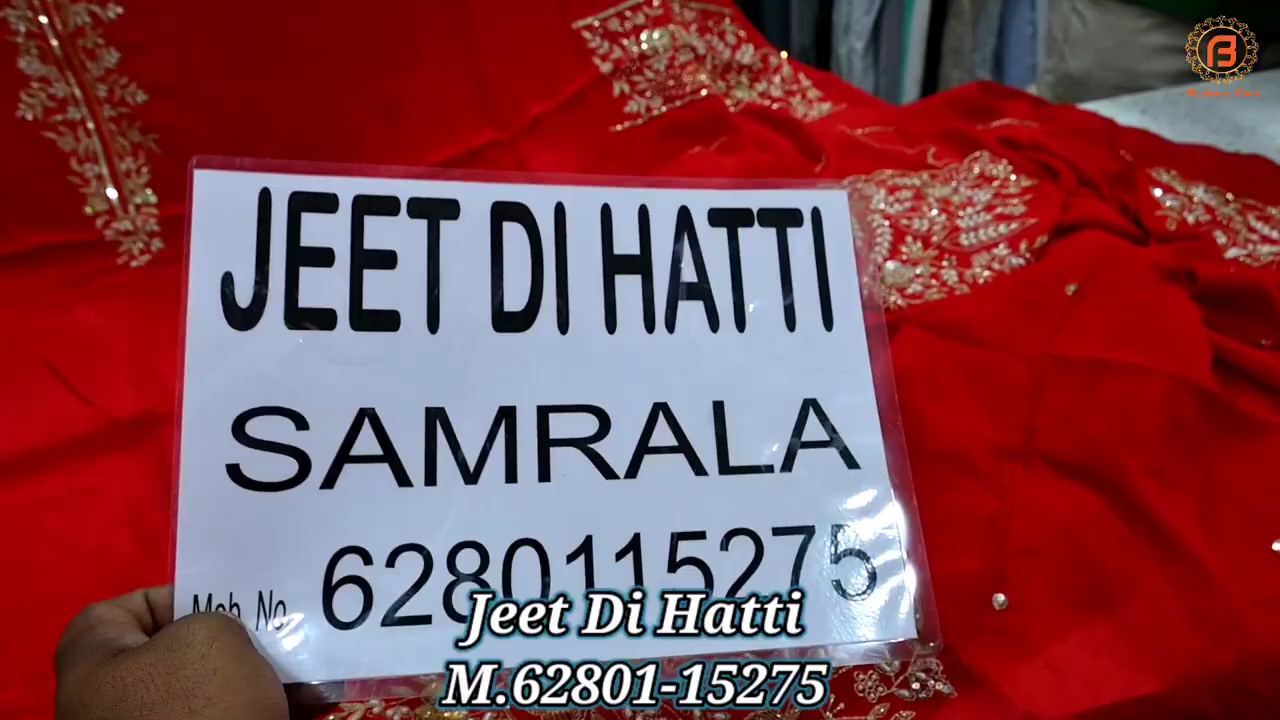 JEET DI HATTI
SAMRALA
Mob No 6280115275
Jeet Di Hatti
M.62801-15275